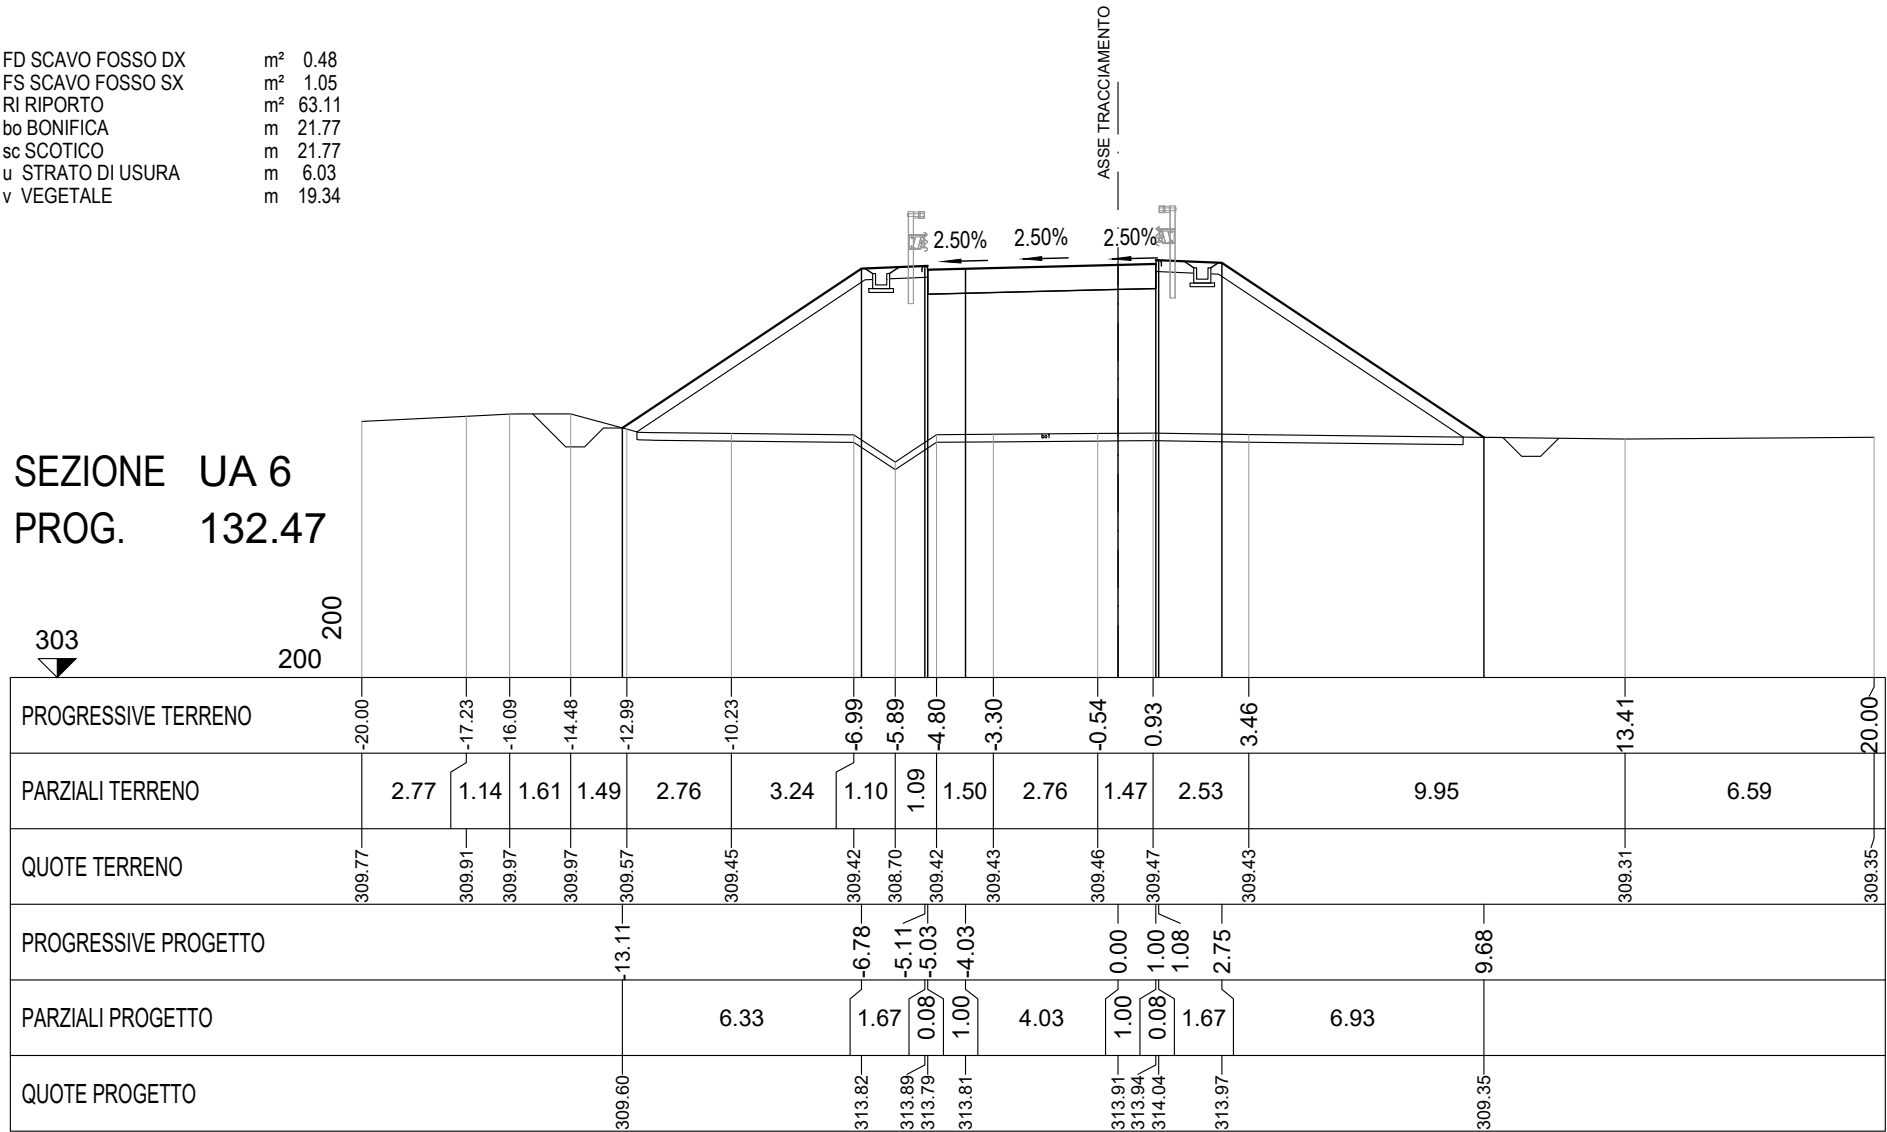 ASSE TRACCIAMENTO
FD SCAVO FOSSO DX m² 0.48
FS SCAVO FOSSO SX m² 1.05
RI RIPORTO m² 63.11
bo BONIFICA m 21.77
sc SCOTICO m 21.77
u STRATO DI USURA m 6.03
v VEGETALE m 19.34
2.50% 2.50% 2.50%
bo1
SEZIONE UA 6
PROG. 132.47
200
303
200
PROGRESSIVE TERRENO -20.00 -17.23 -16.09 -14.48 -12.99 -10.23 -6.99 -5.89 -4.80 -3.30 -0.54 0.93 3.46 13.41 20.00
PARZIALI TERRENO 2.77 1.14 1.61 1.49 2.76 3.24 1.10 1.09 1.50 2.76 1.47 2.53 9.95 6.59
QUOTE TERRENO 309.77 309.91 309.97 309.97 309.57 309.45 309.42 308.70 309.42 309.43 309.46 309.47 309.43 309.31 309.35
PROGRESSIVE PROGETTO -13.11 -6.78 -5.11 -5.03 -4.03 0.00 1.00 1.08 2.75 9.68
PARZIALI PROGETTO 6.33 1.67 0.08 1.00 4.03 1.00 0.08 1.67 6.93
QUOTE PROGETTO 309.60 313.82 313.89 313.79 313.81 313.91 313.94 314.04 313.97 309.35